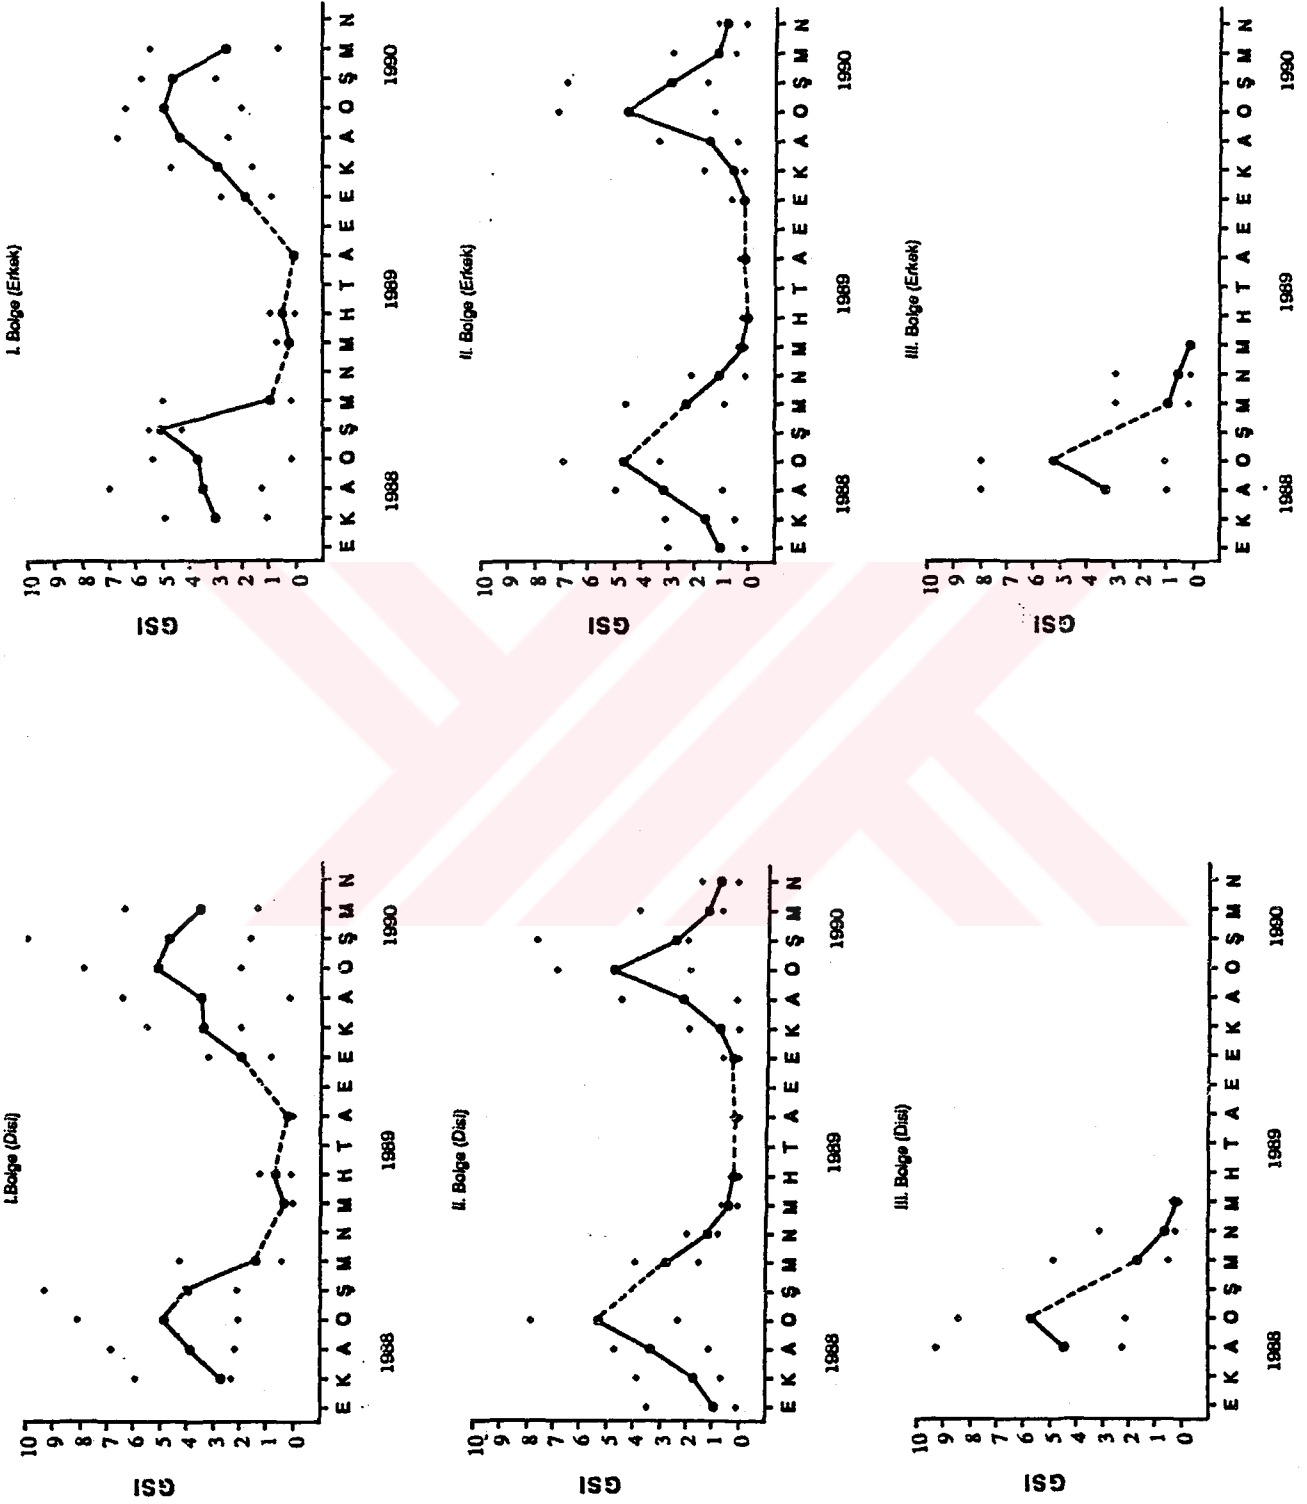 I.Bolge (Disi)
GSI
10
9
8
7
6
5
4
3
2
1
0
E K A O Ş M N M H T A E E K A O Ş M N
1988 1989 1990
I. Bolge (Erkek)
GSI
10
9
8
7
6
5
4
3
2
1
0
E K A O Ş M N M H T A E E K A O Ş M N
1988 1989 1990
II. Bolge (Disi)
GSI
10
9
8
7
6
5
4
3
2
1
0
E K A O Ş M N M H T A E E K A O Ş M N
1988 1989 1990
II. Bolge (Erkek)
GSI
10
9
8
7
6
5
4
3
2
1
0
E K A O Ş M N M H T A E E K A O Ş M N
1988 1989 1990
III. Bolge (Disi)
GSI
10
9
8
7
6
5
4
3
2
1
0
E K A O Ş M N M H T A E E K A O Ş M N
1988 1989 1990
III. Bolge (Erkek)
GSI
10
9
8
7
6
5
4
3
2
1
0
E K A O Ş M N M H T A E E K A O Ş M N
1988 1989 1990